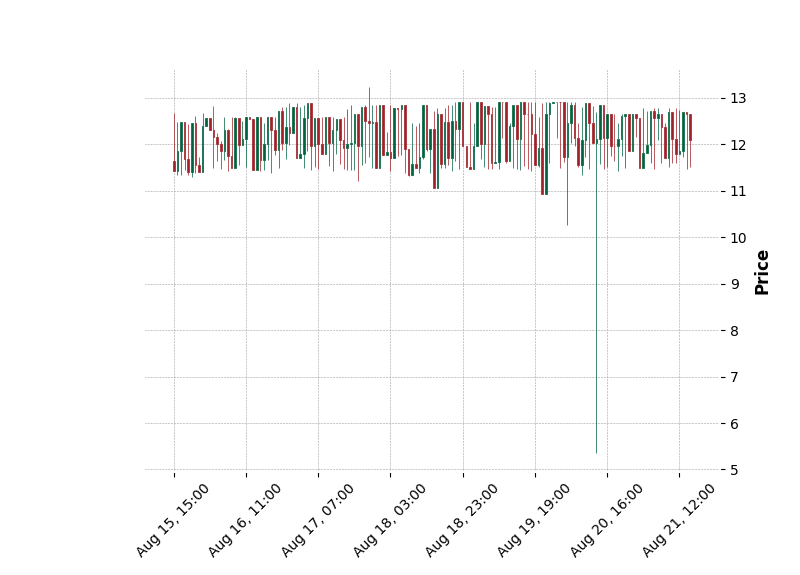 13
12
11
10
9
8
7
6
5
Price
Aug 15, 15:00
Aug 16, 11:00
Aug 17, 07:00
Aug 18, 03:00
Aug 18, 23:00
Aug 19, 19:00
Aug 20, 16:00
Aug 21, 12:00